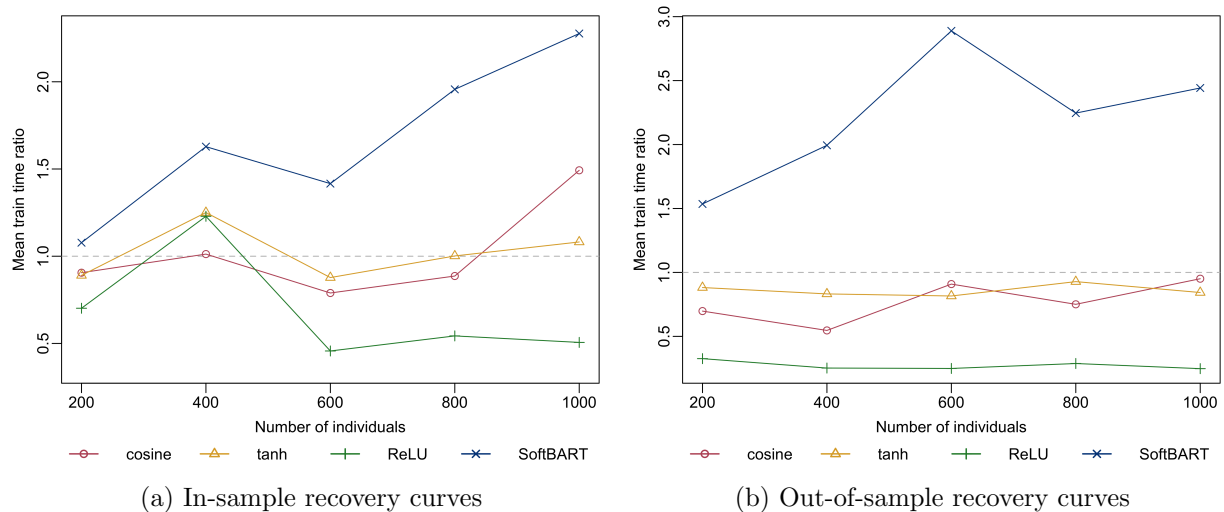 Mean train time ratio
2.0
1.5
1.0
0.5
200 400 600 800 1000
Number of individuals
cosine tanh ReLU SoftBART
(a) In-sample recovery curves
Mean train time ratio
3.0
2.5
2.0
1.5
1.0
0.5
200 400 600 800 1000
Number of individuals
cosine tanh ReLU SoftBART
(b) Out-of-sample recovery curves